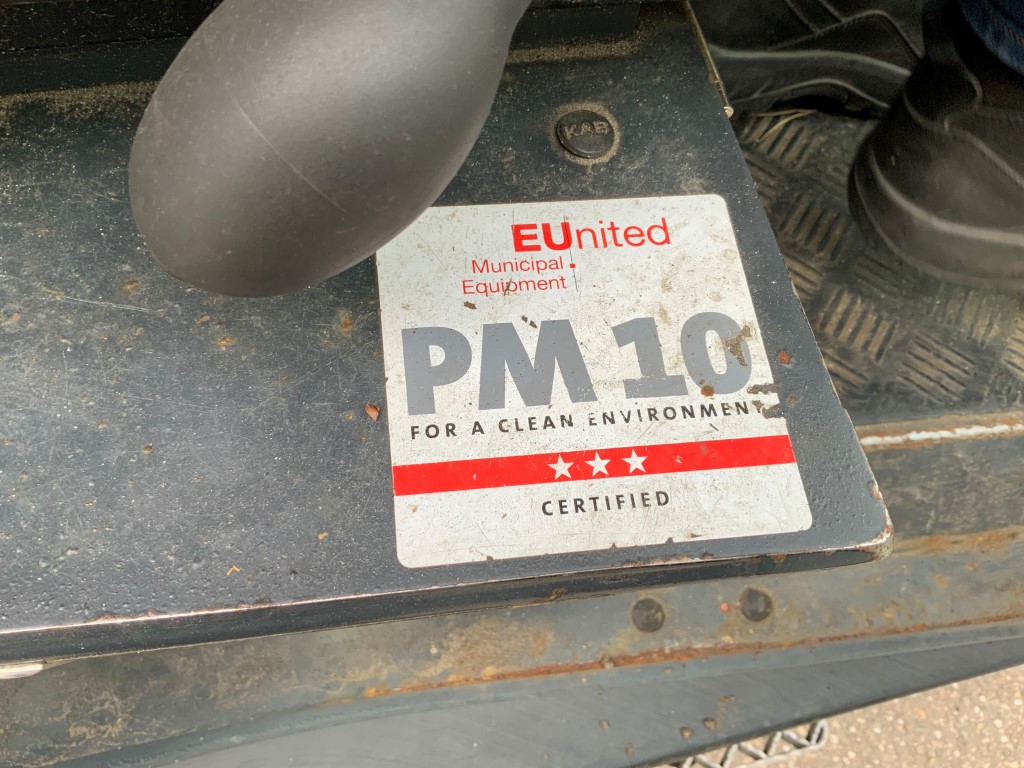 KAB
EUnited
Municipal
Equipment
PM 10
FOR A CLEAN ENVIRONMENT
CERTIFIED